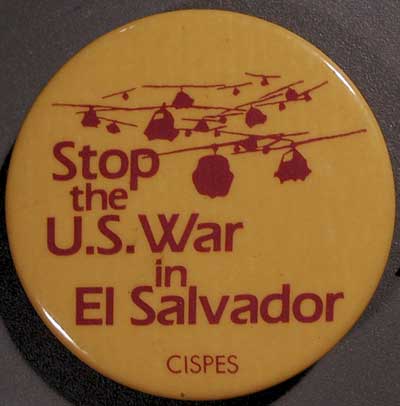 Stop
the
U.S. War
in
El Salvador
CISPES